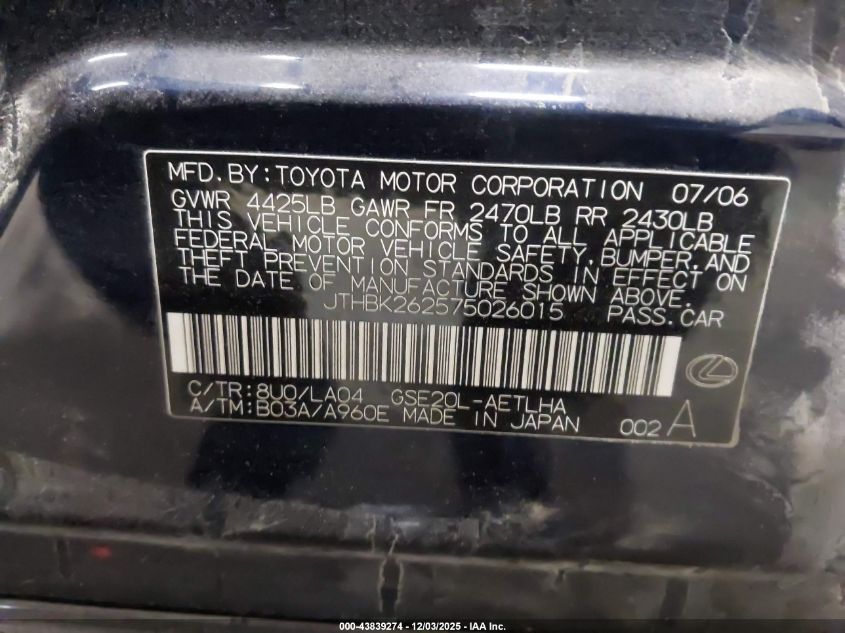 MFD.BY:TOYOTA MOTOR CORPORATION 07/06
GVWR 4425LB GAWR FR 2470LB RR 2430LB
THIS VEHICLE CONFORMS TO ALL APPLICABLE
FEDERAL MOTOR VEHICLE SAFETY,BUMPER,AND
THEFT PREVENTION STANDARDS IN EFFECT ON
THE DATE OF MANUFACTURE SHOWN ABOVE.
JTHBK262575026015 PASS.CAR
C/TR:8U0/LA04 GSE20L-AETLHA
A/TM:B03A/A960E MADE IN JAPAN 002 A
000-43839274 - 12/03/2025 - IAA Inc.